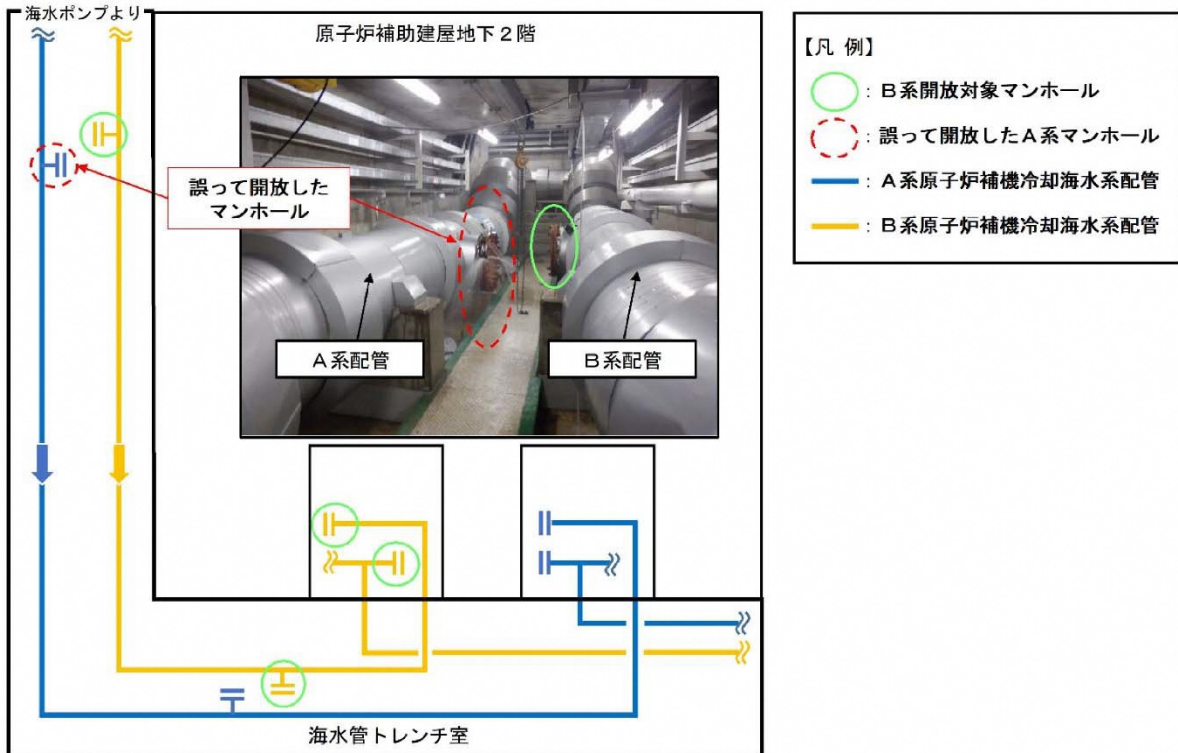 海水ポンプより
原子炉補助建屋地下２階
誤って開放した
マンホール
Ａ系配管
Ｂ系配管
海水管トレンチ室
【凡 例】
：Ｂ系開放対象マンホール
：誤って開放したＡ系マンホール
：Ａ系原子炉補機冷却海水系配管
：Ｂ系原子炉補機冷却海水系配管